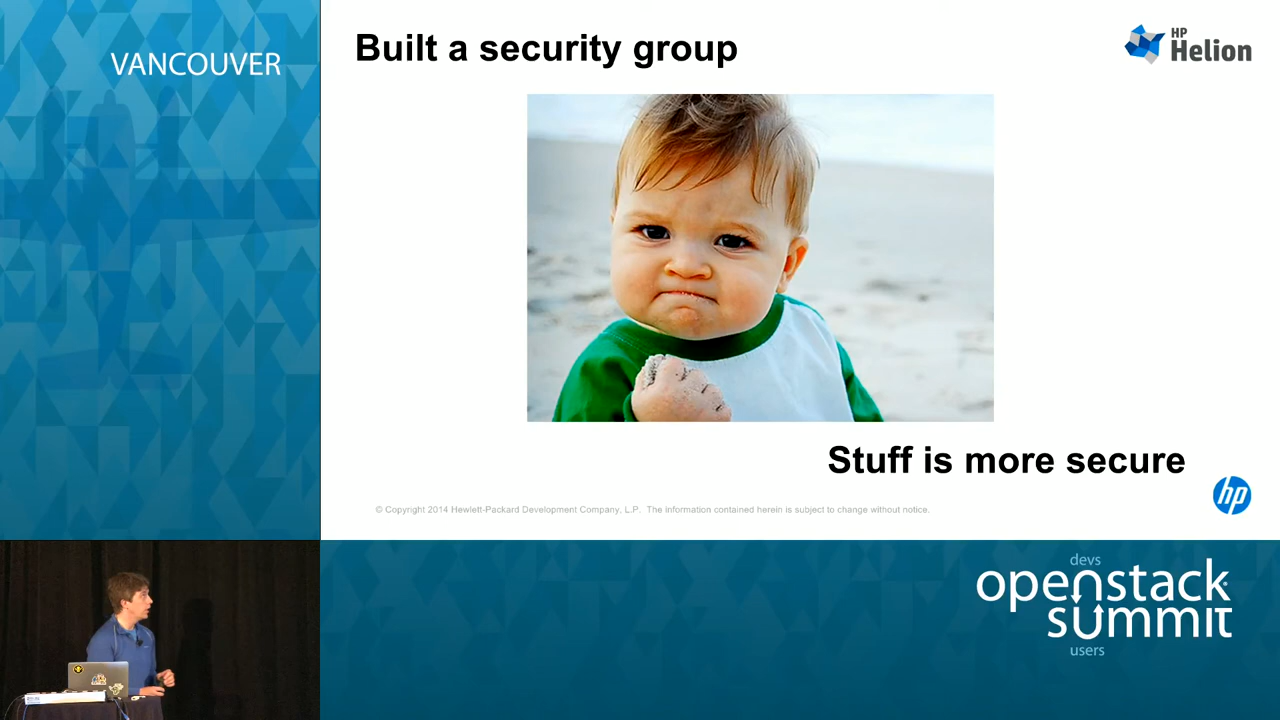 VANCOUVER
Built a security group
HP
Helion
Stuff is more secure
hp
© Copyright 2014 Hewlett-Packard Development Company, L.P. The information contained herein is subject to change without notice.
devs
openstack
summit
users